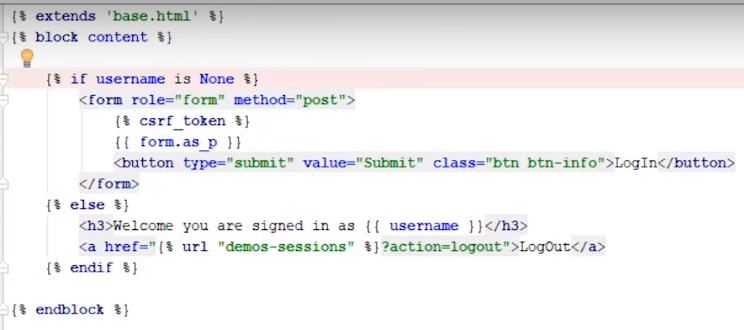 {% extends 'base.html' %}
{% block content %}
{% if username is None %}
<form role="form" method="post">
{% csrf_token %}
{{ form.as_p }}
<button type="submit" value="Submit" class="btn btn-info">LogIn</button>
</form>
{% else %}
<h3>Welcome you are signed in as {{ username }}</h3>
<a href="{% url "demos-sessions" %}?action=logout">LogOut</a>
{% endif %}
{% endblock %}